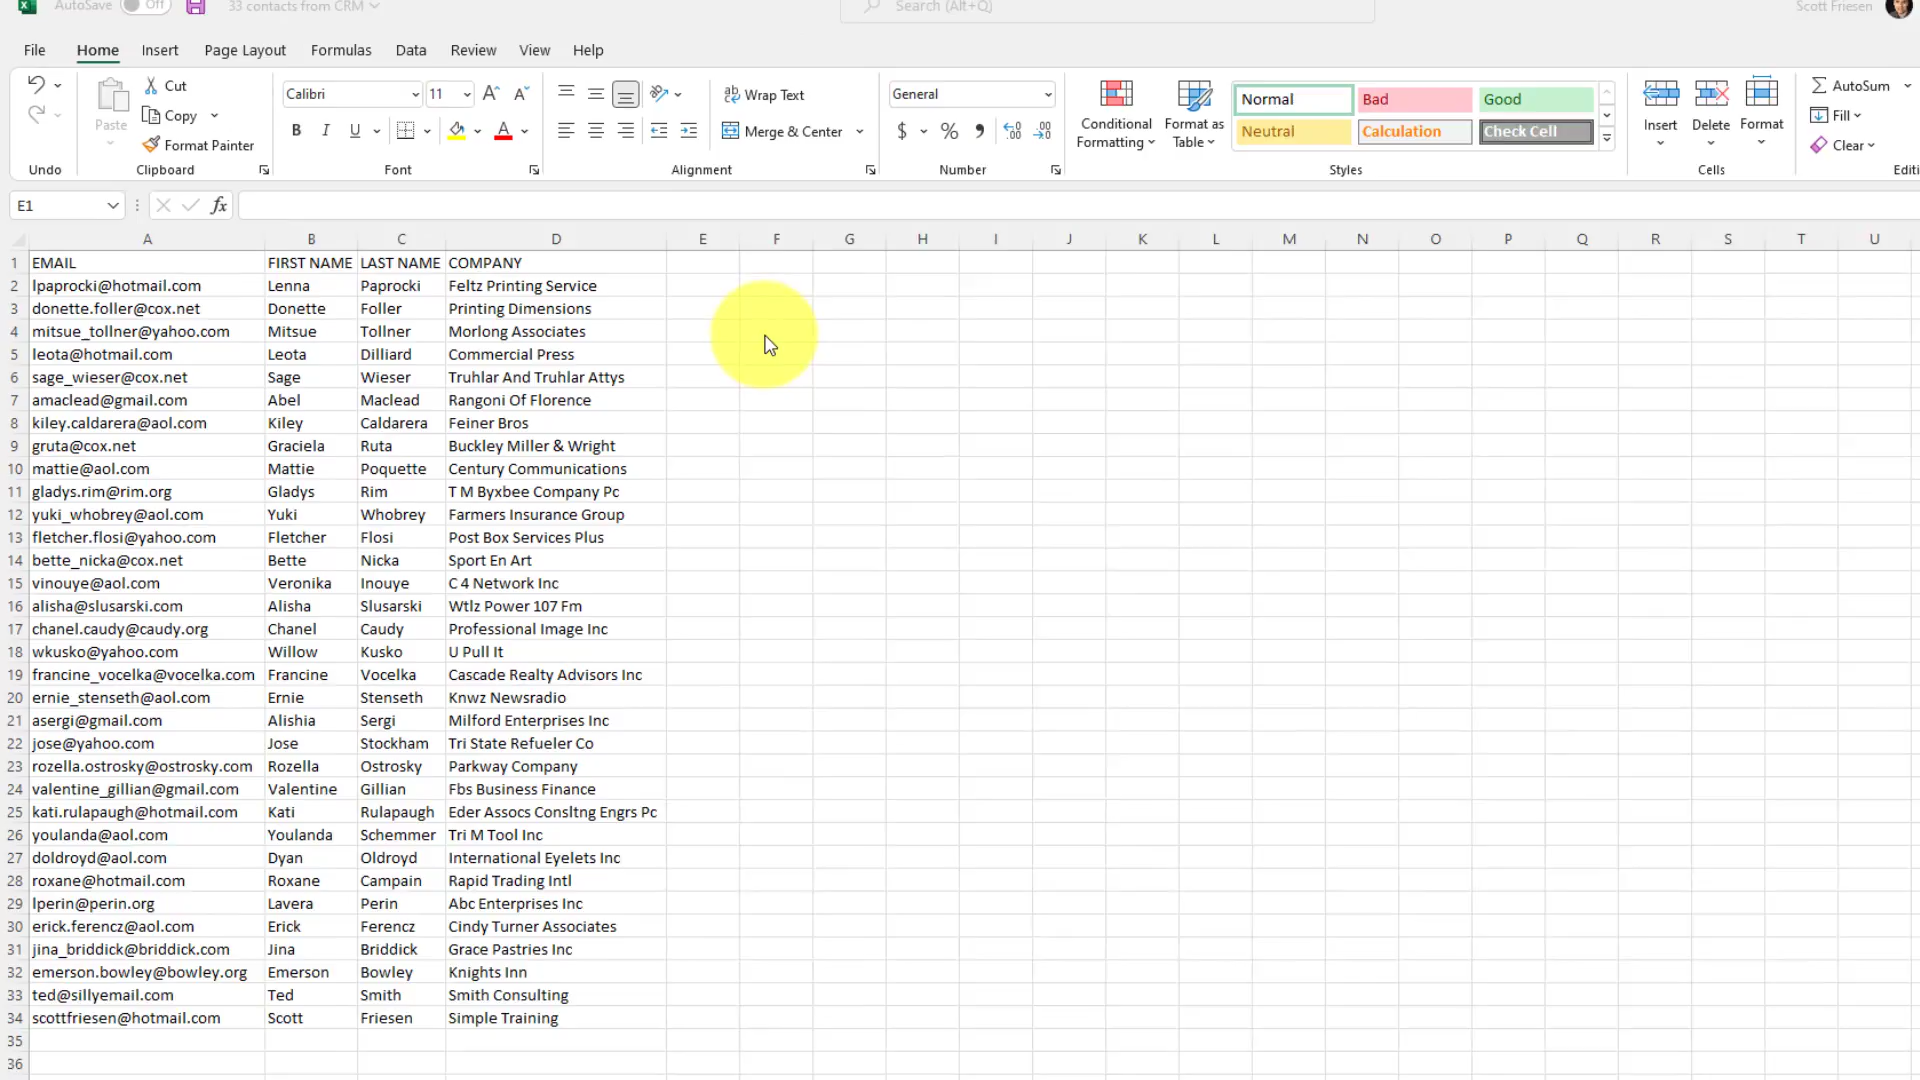 AutoSave Off 33 contacts from CRM Search (Alt+Q) Scott Friesen
File Home Insert Page Layout Formulas Data Review View Help
Cut
Copy
Format Painter
Paste
Calibri 11
B I U A
ab Wrap Text
Merge & Center
General
$ % 9 .00 .00
Conditional Formatting
Format as Table
Normal Bad Good
Neutral Calculation Check Cell
Insert Delete Format
AutoSum
Fill
Clear
Undo Clipboard Font Alignment Number Styles Cells Editi
E1 fx
A B C D E F G H I J K L M N O P Q R S T U
1 EMAIL FIRST NAME LAST NAME COMPANY
2 lpaprocki@hotmail.com Lenna Paprocki Feltz Printing Service
3 donette.foller@cox.net Donette Foller Printing Dimensions
4 mitsue_tollner@yahoo.com Mitsue Tollner Morlong Associates
5 leota@hotmail.com Leota Dilliard Commercial Press
6 sage_wieser@cox.net Sage Wieser Truhlar And Truhlar Attys
7 amaclead@gmail.com Abel Maclead Rangoni Of Florence
8 kiley.caldarera@aol.com Kiley Caldarera Feiner Bros
9 gruta@cox.net Graciela Ruta Buckley Miller & Wright
10 mattie@aol.com Mattie Poquette Century Communications
11 gladys.rim@rim.org Gladys Rim T M Byxbee Company Pc
12 yuki_whobrey@aol.com Yuki Whobrey Farmers Insurance Group
13 fletcher.flosi@yahoo.com Fletcher Flosi Post Box Services Plus
14 bette_nicka@cox.net Bette Nicka Sport En Art
15 vinouye@aol.com Veronika Inouye C 4 Network Inc
16 alisha@slusarski.com Alisha Slusarski Wtlz Power 107 Fm
17 chanel.caudy@caudy.org Chanel Caudy Professional Image Inc
18 wkusko@yahoo.com Willow Kusko U Pull It
19 francine_vocelka@vocelka.com Francine Vocelka Cascade Realty Advisors Inc
20 ernie_stenseth@aol.com Ernie Stenseth Knwz Newsradio
21 asergi@gmail.com Alishia Sergi Milford Enterprises Inc
22 jose@yahoo.com Jose Stockham Tri State Refueler Co
23 rozella.ostrosky@ostrosky.com Rozella Ostrosky Parkway Company
24 valentine_gillian@gmail.com Valentine Gillian Fbs Business Finance
25 kati.rulapaugh@hotmail.com Kati Rulapaugh Eder Assocs Consltng Engrs Pc
26 youlanda@aol.com Youlanda Schemmer Tri M Tool Inc
27 doldroyd@aol.com Dyan Oldroyd International Eyelets Inc
28 roxane@hotmail.com Roxane Campain Rapid Trading Intl
29 lperin@perin.org Lavera Perin Abc Enterprises Inc
30 erick.ferencz@aol.com Erick Ferencz Cindy Turner Associates
31 jina_briddick@briddick.com Jina Briddick Grace Pastries Inc
32 emerson.bowley@bowley.org Emerson Bowley Knights Inn
33 ted@sillyemail.com Ted Smith Smith Consulting
34 scottfriesen@hotmail.com Scott Friesen Simple Training
35
36